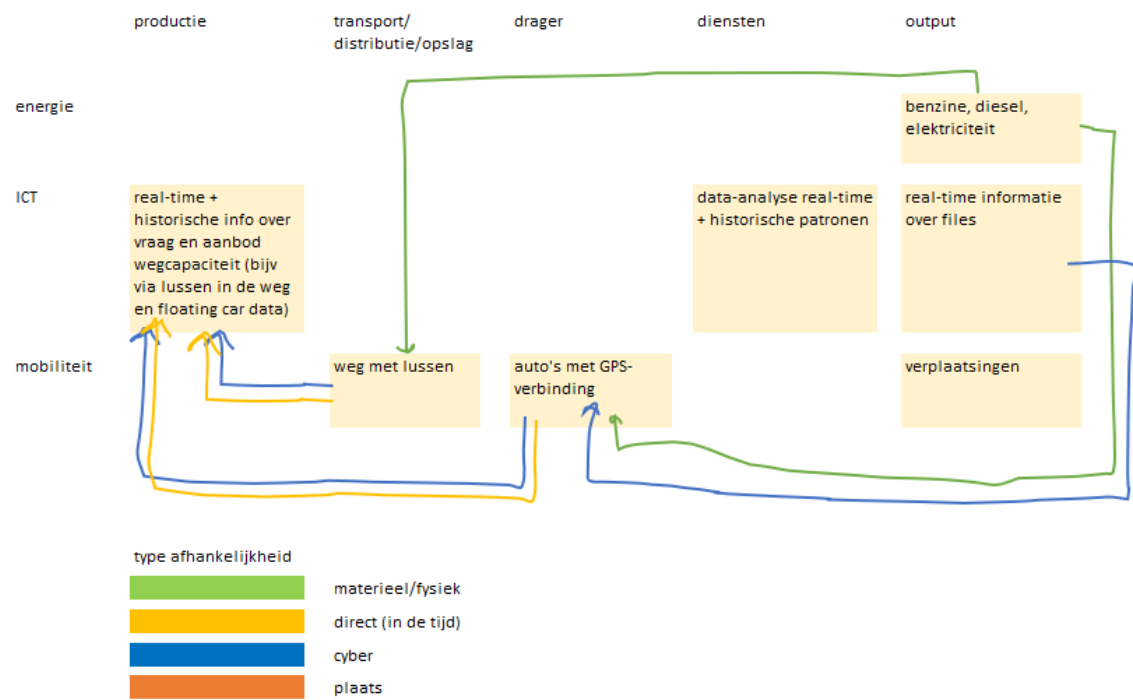 productie
transport/
distributie/opslag
drager
diensten
output
energie
benzine, diesel,
elektriciteit
ICT
real-time +
historische info over
vraag en aanbod
wegcapaciteit (bijv
via lussen in de weg
en floating car data)
data-analyse real-time
+ historische patronen
real-time informatie
over files
mobiliteit
weg met lussen
auto's met GPS-
verbinding
verplaatsingen
type afhankelijkheid
materieel/fysiek
direct (in de tijd)
cyber
plaats